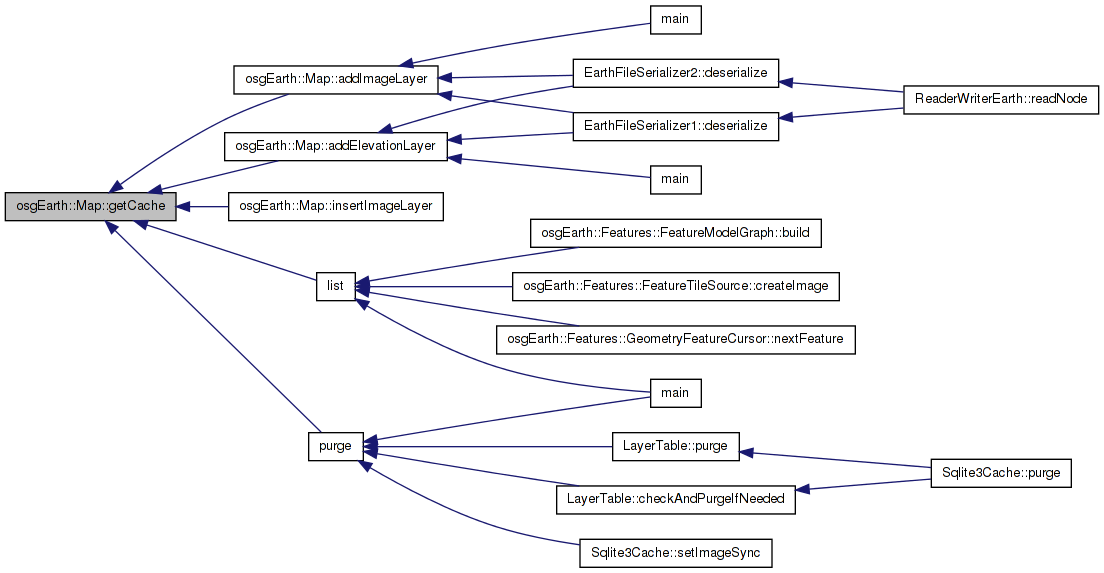 main
osgEarth::Map::addImageLayer
EarthFileSerializer2::deserialize
ReaderWriterEarth::readNode
EarthFileSerializer1::deserialize
osgEarth::Map::addElevationLayer
main
osgEarth::Map::getCache
osgEarth::Map::insertImageLayer
osgEarth::Features::FeatureModelGraph::build
list
osgEarth::Features::FeatureTileSource::createImage
osgEarth::Features::GeometryFeatureCursor::nextFeature
main
purge
LayerTable::purge
Sqlite3Cache::purge
LayerTable::checkAndPurgeIfNeeded
Sqlite3Cache::setImageSync